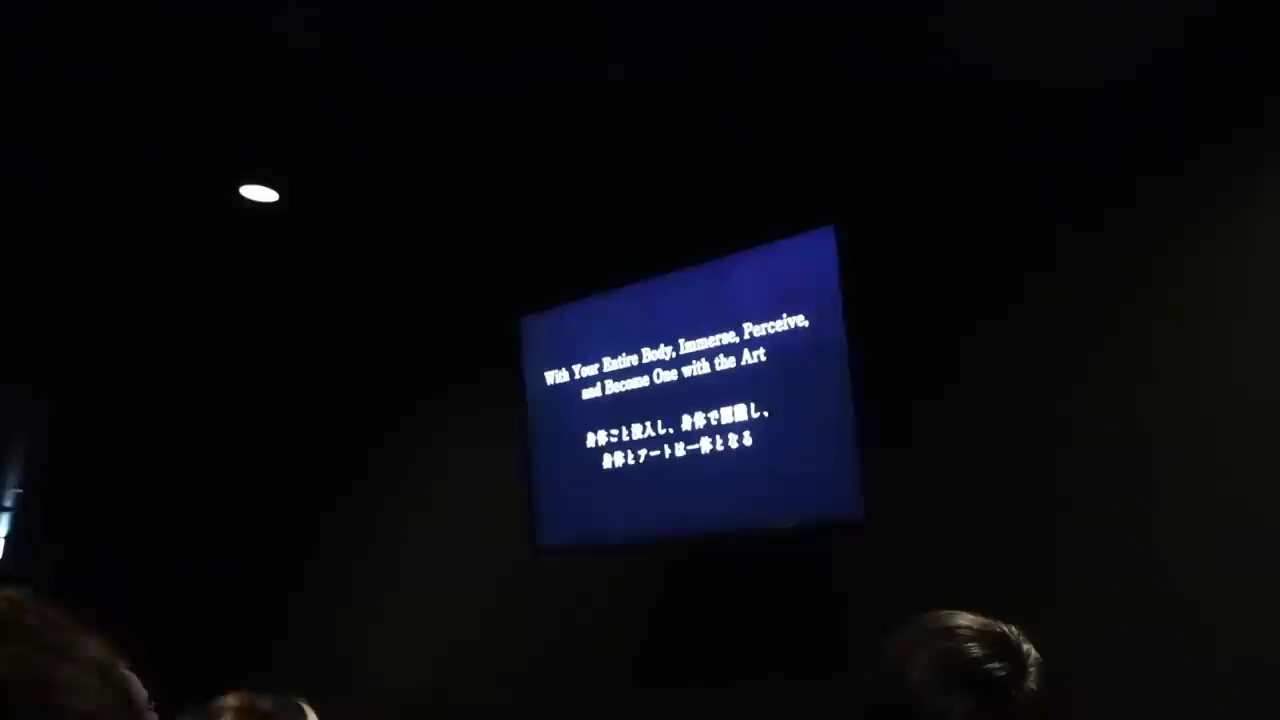 With Your Entire Body, Immerse, Perceive,
and Become One with the Art
身体ごと没入し、身体で認識し、
身体とアートは一体となる